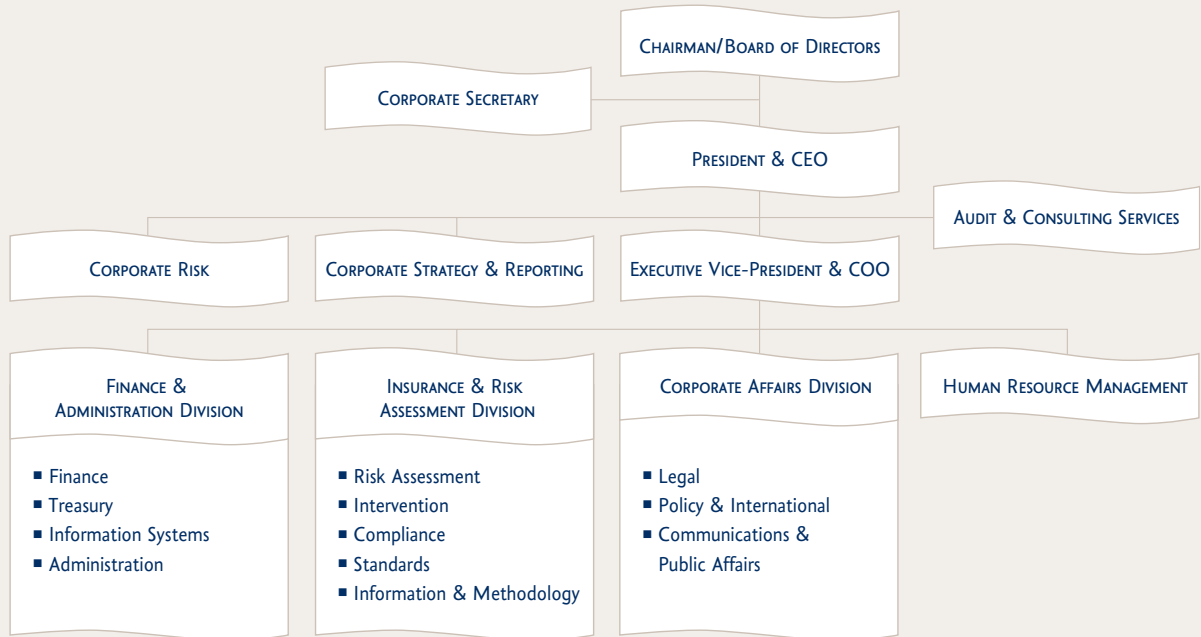 Chairman/Board of Directors
Corporate Secretary
President & CEO
Audit & Consulting Services
Corporate Risk
Corporate Strategy & Reporting
Executive Vice-President & COO
Finance &
Administration Division
Insurance & Risk
Assessment Division
Corporate Affairs Division
Human Resource Management
▪ Finance
▪ Treasury
▪ Information Systems
▪ Administration
▪ Risk Assessment
▪ Intervention
▪ Compliance
▪ Standards
▪ Information & Methodology
▪ Legal
▪ Policy & International
▪ Communications &
Public Affairs